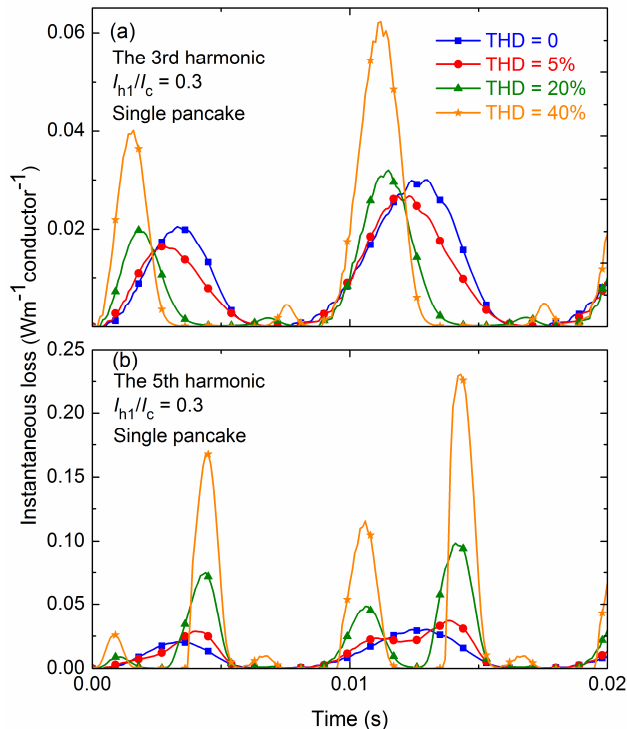 (a)
The 3rd harmonic
I_h1/I_c = 0.3
Single pancake
THD = 0
THD = 5%
THD = 20%
THD = 40%
0.06
0.04
0.02
Instantaneous loss (Wm⁻¹ conductor⁻¹)
(b)
The 5th harmonic
I_h1/I_c = 0.3
Single pancake
0.25
0.20
0.15
0.10
0.05
0.00
0.00 0.01 0.02
Time (s)